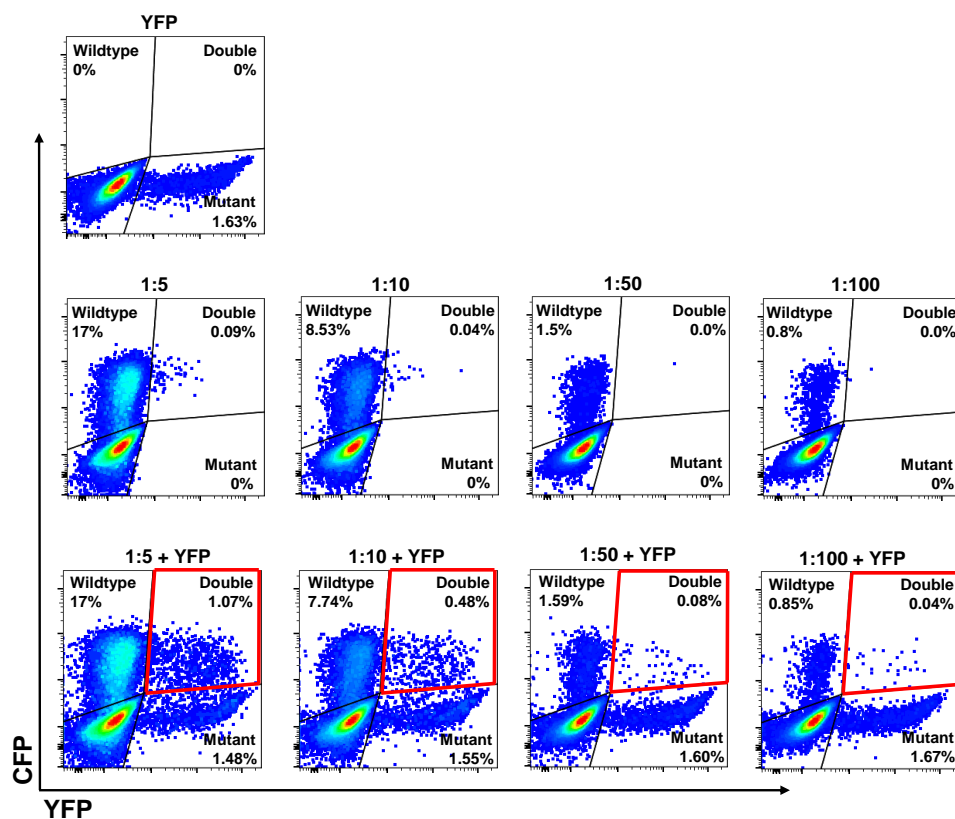 YFP
Wildtype Double
0% 0%
Mutant
1.63%
1:5 1:10 1:50 1:100
Wildtype Double Wildtype Double Wildtype Double Wildtype Double
17% 0.09% 8.53% 0.04% 1.5% 0.0% 0.8% 0.0%
Mutant Mutant Mutant Mutant
0% 0% 0% 0%
1:5 + YFP 1:10 + YFP 1:50 + YFP 1:100 + YFP
Wildtype Double Wildtype Double Wildtype Double Wildtype Double
17% 1.07% 7.74% 0.48% 1.59% 0.08% 0.85% 0.04%
Mutant Mutant Mutant Mutant
1.48% 1.55% 1.60% 1.67%
CFP
YFP